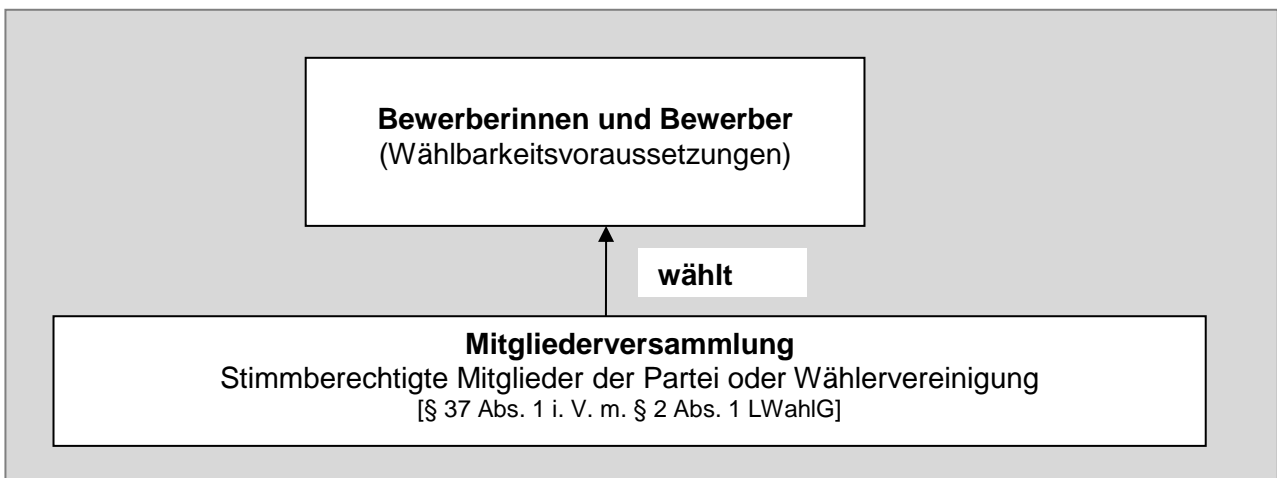 Bewerberinnen und Bewerber
(Wählbarkeitsvoraussetzungen)
wählt
Mitgliederversammlung
Stimmberechtigte Mitglieder der Partei oder Wählervereinigung
[§ 37 Abs. 1 i. V. m. § 2 Abs. 1 LWahlG]